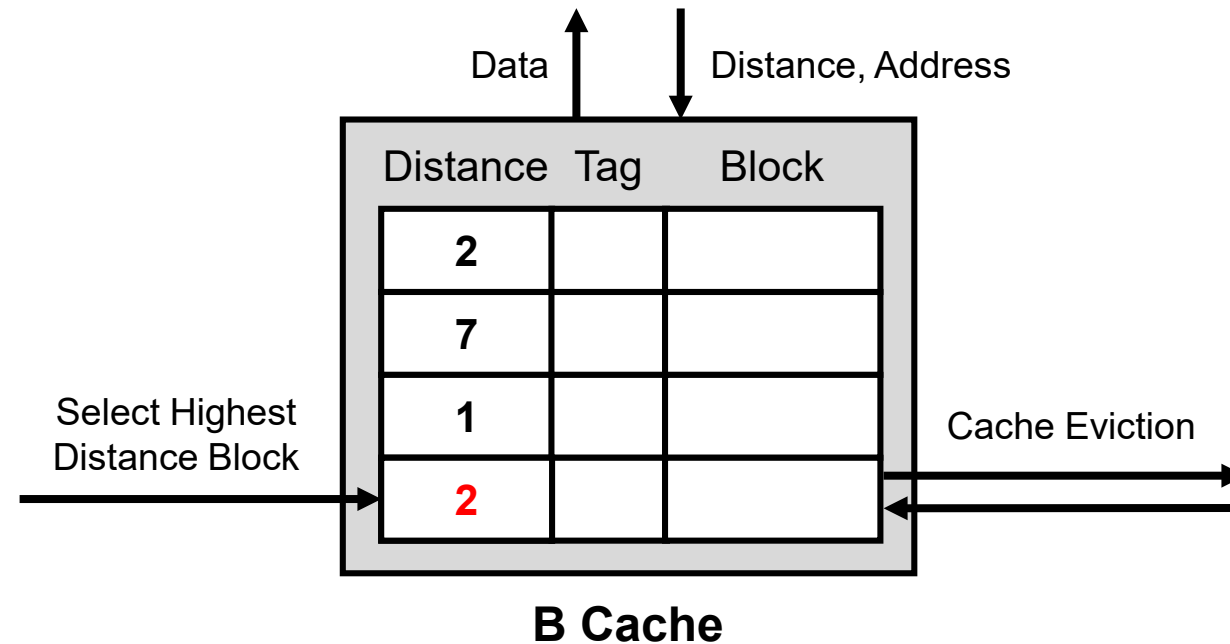 Data
Distance, Address
Distance Tag Block
2
7
1
2
Select Highest
Distance Block
Cache Eviction
B Cache